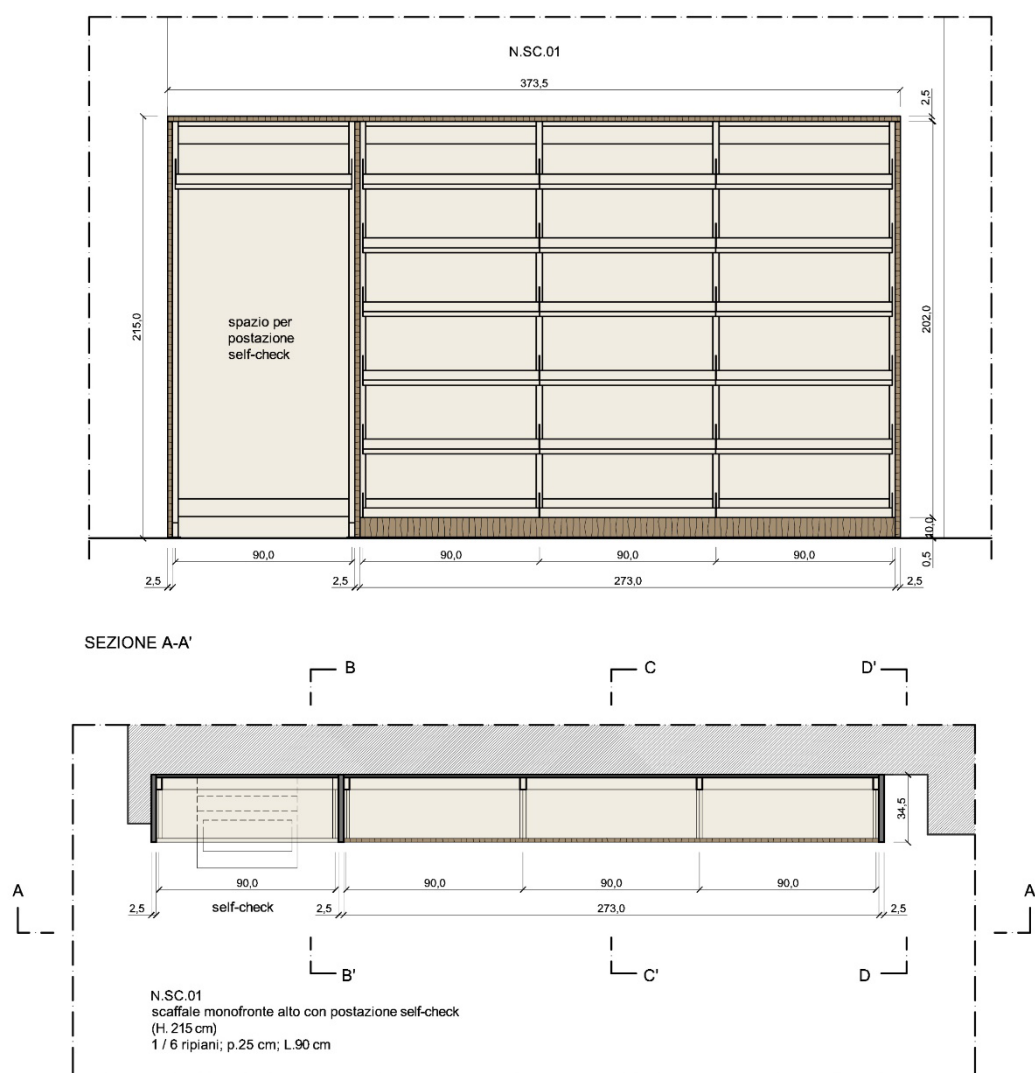 N.SC.01
373,5
2,5
215,0
202,0
spazio per
postazione
self-check
10,0
0,5
90,0 90,0 90,0 90,0
2,5 2,5 273,0 2,5
SEZIONE A-A'
B C D'
34,5
A 90,0 90,0 90,0 90,0 A
2,5 self-check 2,5 273,0 2,5
B' C' D
N.SC.01
scaffale monofronte alto con postazione self-check
(H. 215 cm)
1 / 6 ripiani; p.25 cm; L.90 cm